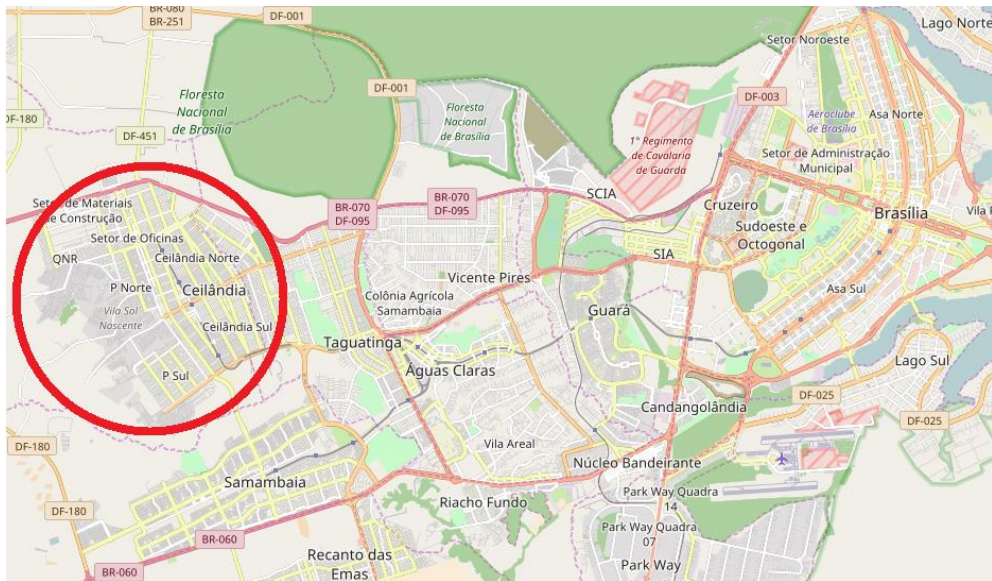 BR-080
BR-251
DF-001
Lago Norte
Setor Noroeste
DF-001
DF-003
Floresta
Nacional
de Brasília
Floresta
Nacional
de Brasília
Aeroclube
de Brasília
Asa Norte
DF-180
DF-451
1° Regimento
de Cavalaria
de Guarda
Setor de Administração
Municipal
SCIA
BR-070
DF-095
BR-070
DF-095
Cruzeiro
Brasília
Vila P
Setor de Materiais
de Construção
Setor de Oficinas
Sudoeste e
Octogonal
QNR
Ceilândia Norte
SIA
Vicente Pires
P Norte
Ceilândia
Colônia Agrícola
Samambaia
Asa Sul
Vila Sol
Nascente
Guará
Ceilândia Sul
Taguatinga
Lago Sul
P Sul
Águas Claras
DF-025
Candangolândia
DF-025
DF-180
Vila Areal
Núcleo Bandeirante
Samambaia
Riacho Fundo
Park Way Quadra
14
DF-180
Park Way Quadra
07
BR-060
Recanto das
Emas
Park Way
BR-060